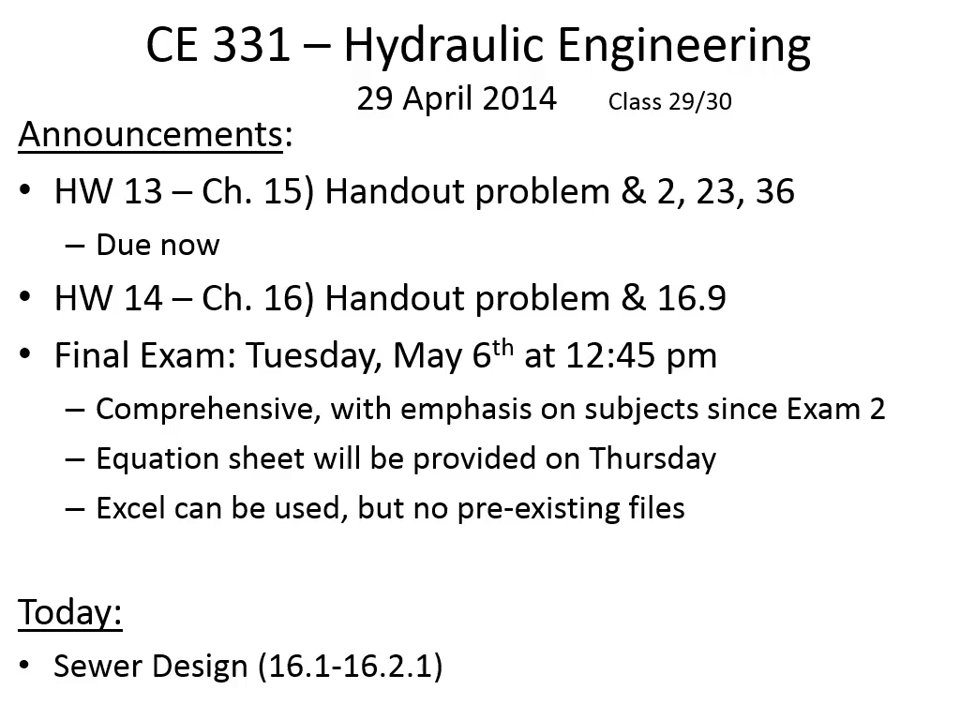 CE 331 – Hydraulic Engineering
29 April 2014 Class 29/30
Announcements:
• HW 13 – Ch. 15) Handout problem & 2, 23, 36
– Due now
• HW 14 – Ch. 16) Handout problem & 16.9
• Final Exam: Tuesday, May 6th at 12:45 pm
– Comprehensive, with emphasis on subjects since Exam 2
– Equation sheet will be provided on Thursday
– Excel can be used, but no pre-existing files
Today:
• Sewer Design (16.1-16.2.1)